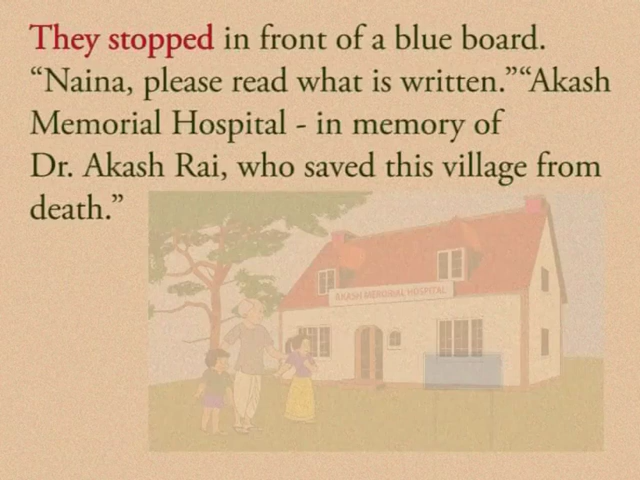 They stopped in front of a blue board.
“Naina, please read what is written.”“Akash
Memorial Hospital - in memory of
Dr. Akash Rai, who saved this village from
death.”
AKASH MEMORIAL HOSPITAL